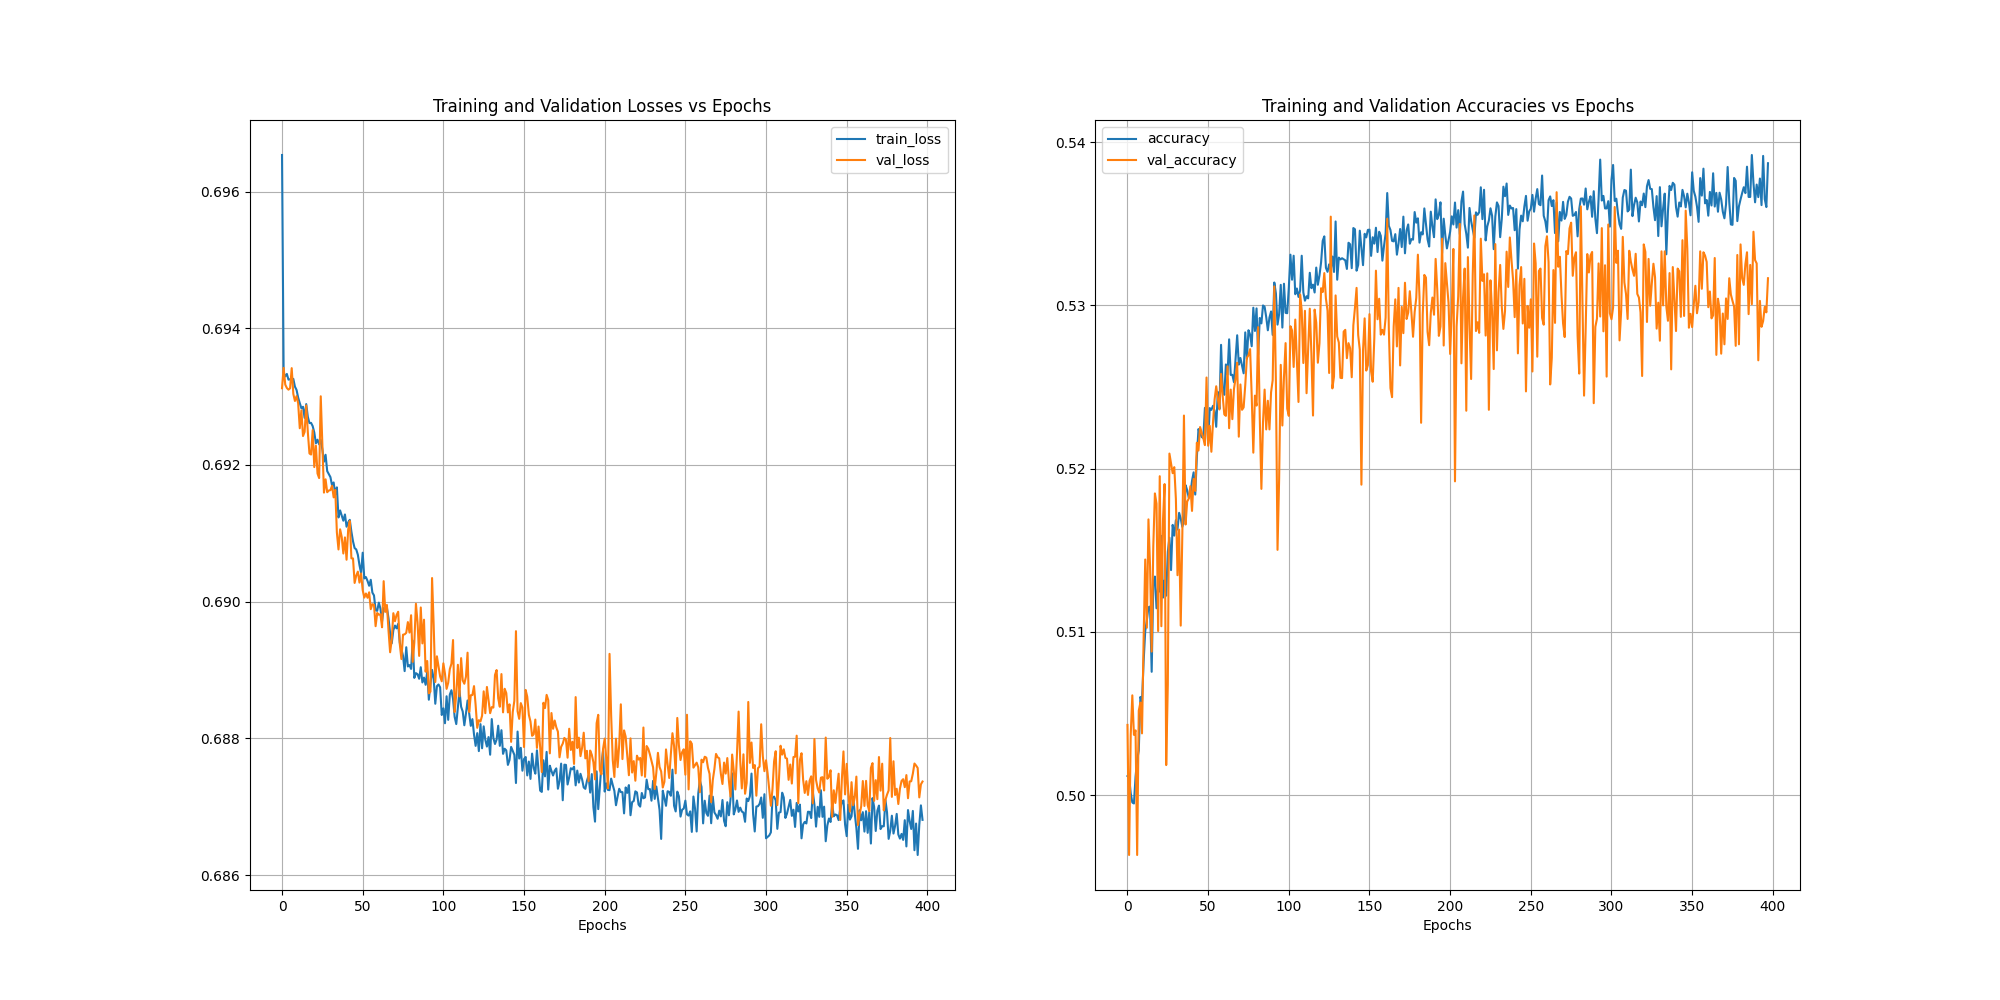 Training and Validation Losses vs Epochs
train_loss
val_loss
0.696
0.694
0.692
0.690
0.688
0.686
0 50 100 150 200 250 300 350 400
Epochs
Training and Validation Accuracies vs Epochs
accuracy
val_accuracy
0.54
0.53
0.52
0.51
0.50
0 50 100 150 200 250 300 350 400
Epochs